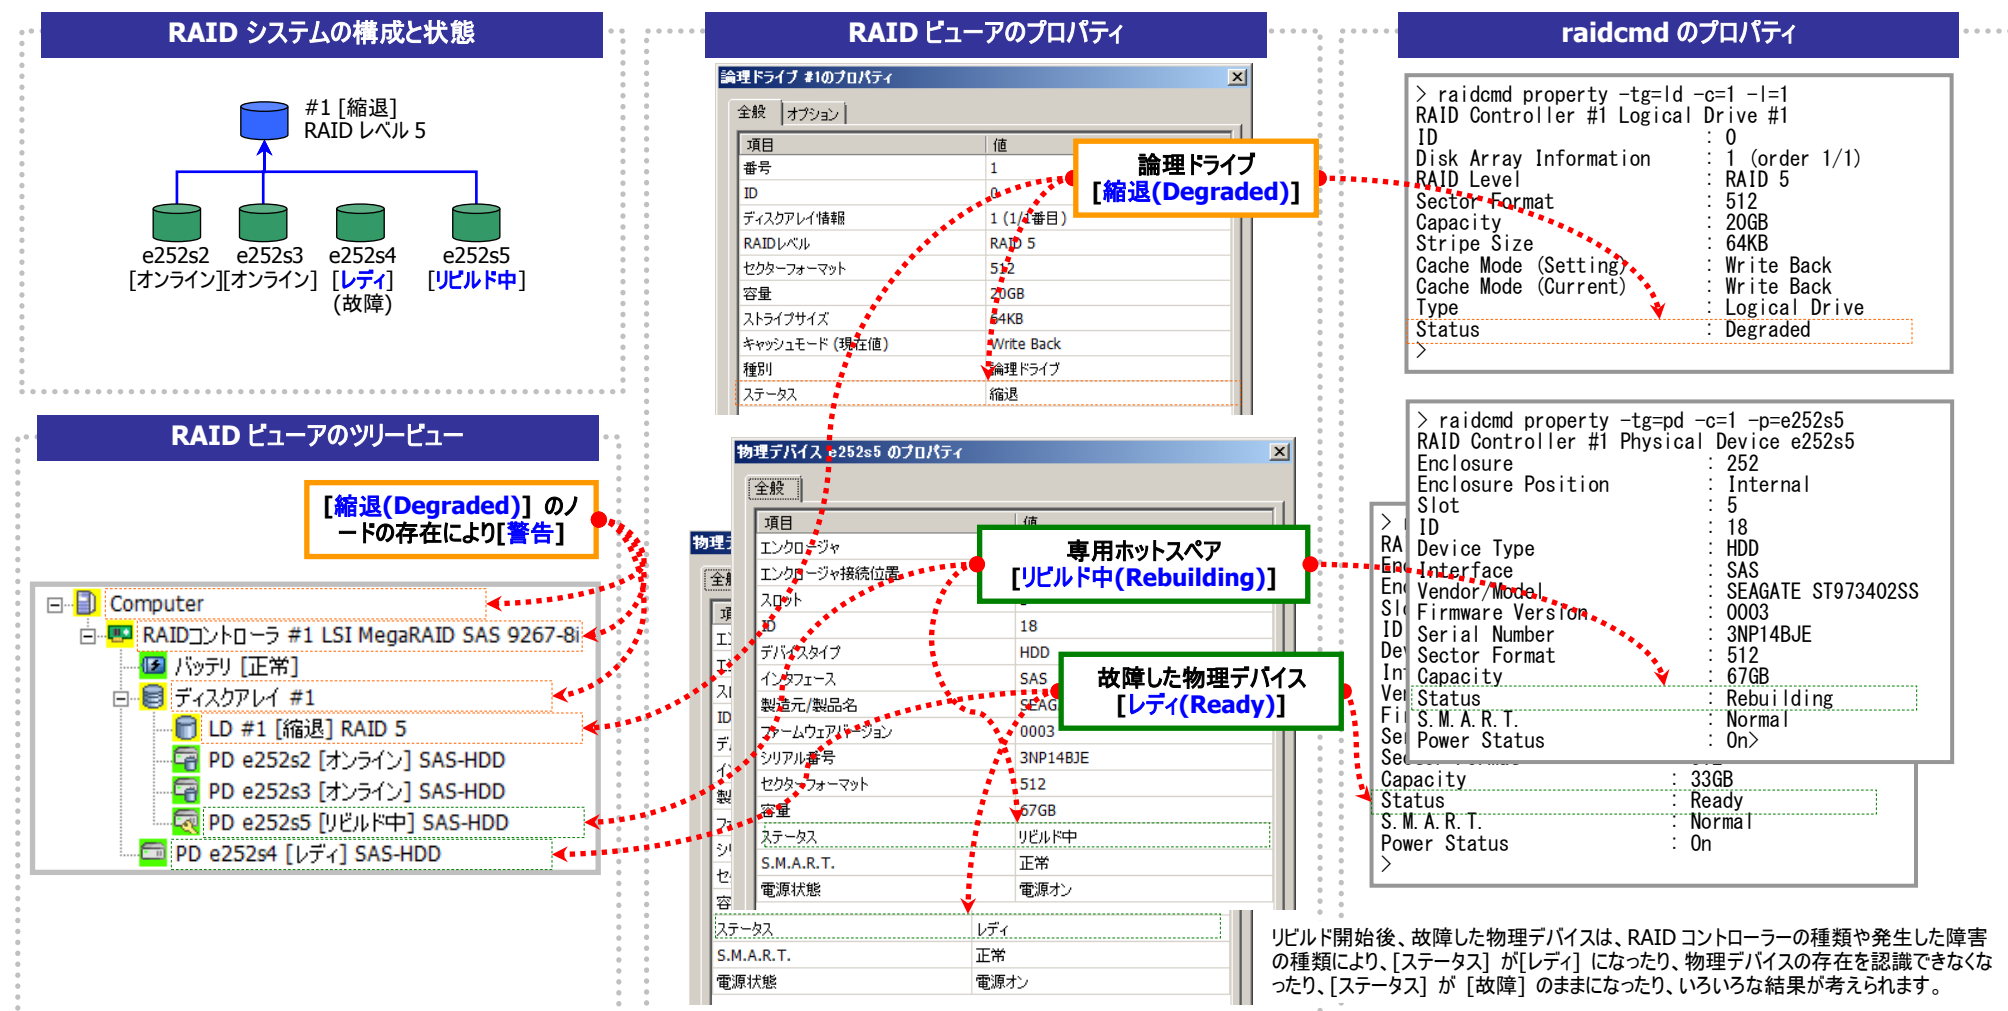 RAID システムの構成と状態
#1 [縮退]
RAID レベル 5
e252s2 e252s3 e252s4 e252s5
[オンライン][オンライン] [レディ] [リビルド中]
(故障)
RAID ビューアのツリービュー
[縮退(Degraded)] のノ
ードの存在により[警告]
Computer
RAIDコントローラ #1 LSI MegaRAID SAS 9267-8i
バッテリ [正常]
ディスクアレイ #1
LD #1 [縮退] RAID 5
PD e252s2 [オンライン] SAS-HDD
PD e252s3 [オンライン] SAS-HDD
PD e252s5 [リビルド中] SAS-HDD
PD e252s4 [レディ] SAS-HDD
RAID ビューアのプロパティ
論理ドライブ #1のプロパティ
全般 オプション
項目 値
番号 1
ID 0
ディスクアレイ情報 1 (1/1番目)
RAIDレベル RAID 5
セクターフォーマット 512
容量 20GB
ストライプサイズ 64KB
キャッシュモード (現在値) Write Back
種別 論理ドライブ
ステータス 縮退
論理ドライブ
[縮退(Degraded)]
物理デバイス e252s5 のプロパティ
全般
項目 値
エンクロージャ
エンクロージャ接続位置
スロット
ID 18
デバイスタイプ HDD
インタフェース SAS
製造元/製品名 SEAG
ファームウェアバージョン 0003
シリアル番号 3NP14BJE
セクターフォーマット 512
容量 67GB
ステータス リビルド中
S.M.A.R.T. 正常
電源状態 電源オン
専用ホットスペア
[リビルド中(Rebuilding)]
故障した物理デバイス
[レディ(Ready)]
ステータス レディ
S.M.A.R.T. 正常
電源状態 電源オン
raidcmd のプロパティ
> raidcmd property -tg=ld -c=1 -l=1
RAID Controller #1 Logical Drive #1
ID : 0
Disk Array Information : 1 (order 1/1)
RAID Level : RAID 5
Sector Format : 512
Capacity : 20GB
Stripe Size : 64KB
Cache Mode (Setting) : Write Back
Cache Mode (Current) : Write Back
Type : Logical Drive
Status : Degraded
>
> raidcmd property -tg=pd -c=1 -p=e252s5
RAID Controller #1 Physical Device e252s5
Enclosure : 252
Enclosure Position : Internal
Slot : 5
ID : 18
Device Type : HDD
Interface : SAS
Vendor/Model : SEAGATE ST973402SS
Firmware Version : 0003
Serial Number : 3NP14BJE
Sector Format : 512
Capacity : 67GB
Status : Rebuilding
S.M.A.R.T. : Normal
Power Status : On>
Capacity : 33GB
Status : Ready
S.M.A.R.T. : Normal
Power Status : On
>
リビルド開始後、故障した物理デバイスは、RAID コントローラーの種類や発生した障害
の種類により、[ステータス] が[レディ] になったり、物理デバイスの存在を認識できなくな
ったり、[ステータス] が [故障] のままになったり、いろいろな結果が考えられます。